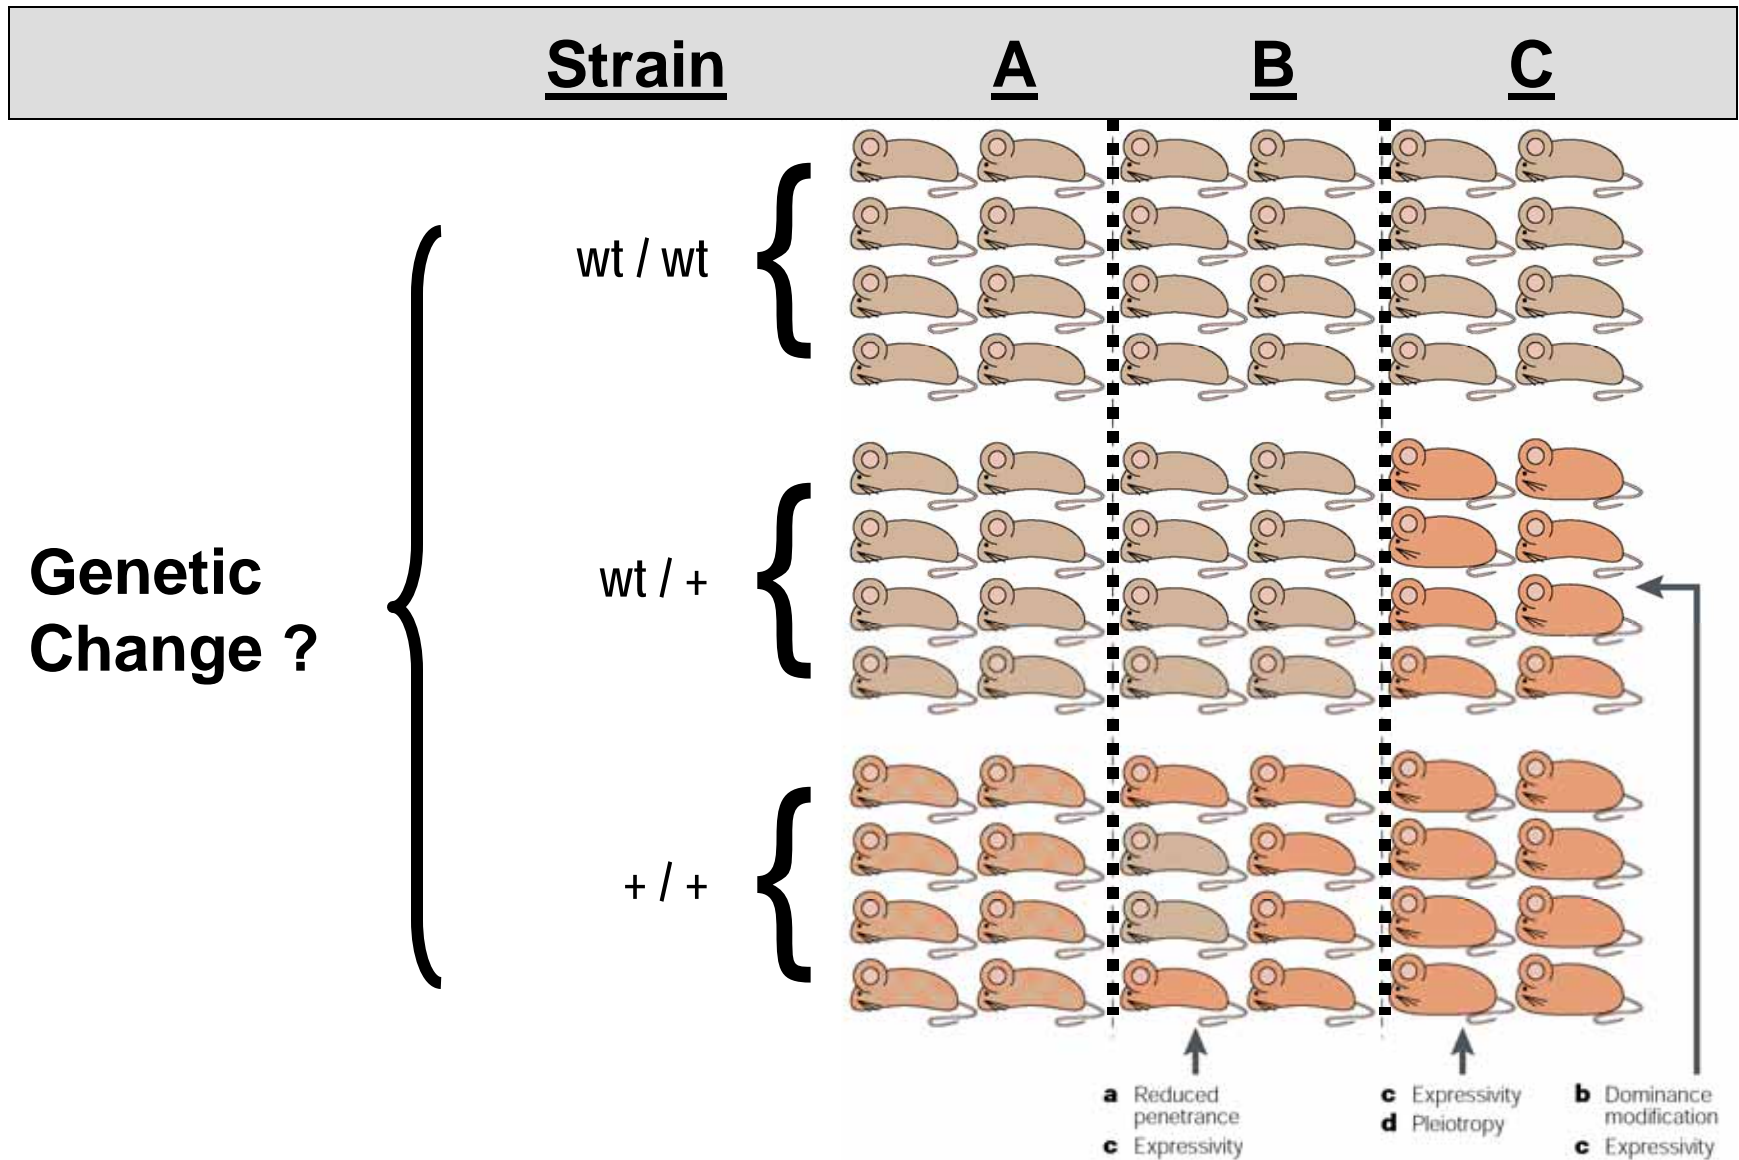 Strain A B C
wt / wt
wt / +
Genetic
Change ?
+ / +
a Reduced
penetrance
c Expressivity
c Expressivity
d Pleiotropy
b Dominance
modification
c Expressivity